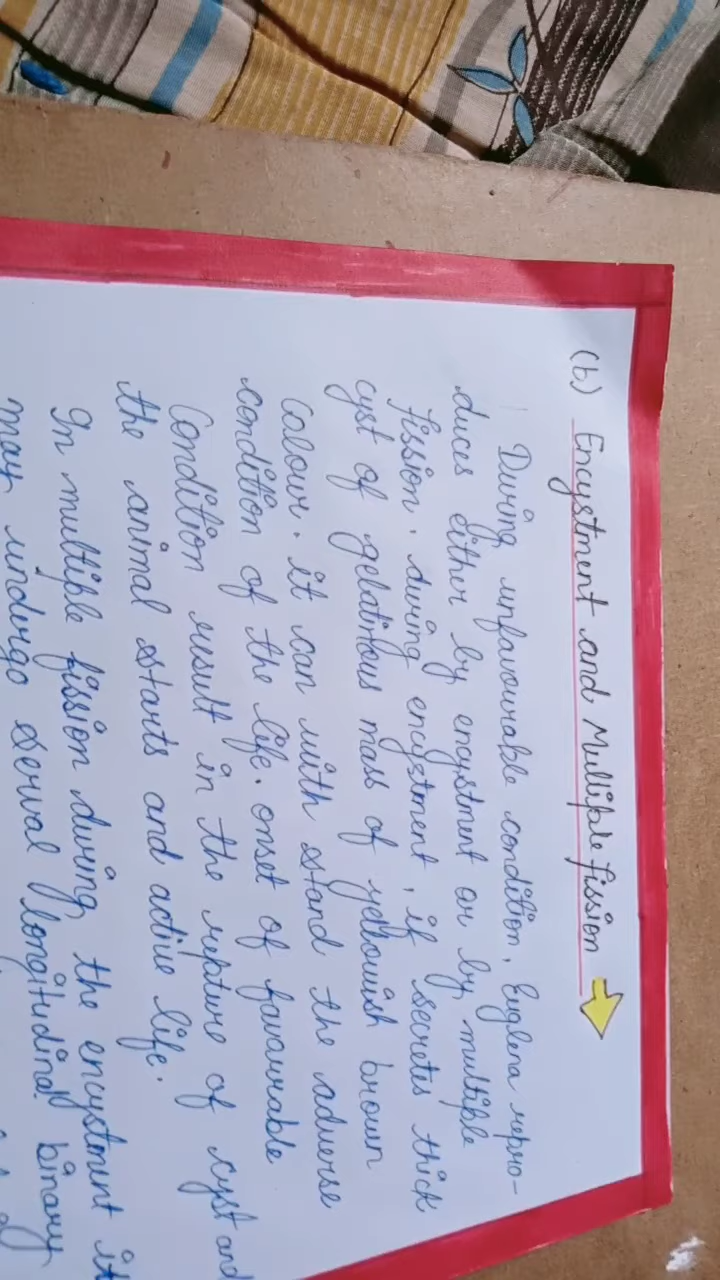 (b) Encystment and Multiple fission
During unfavourable condition, Euglena repro-
duces either by encystment or by multiple
fission. during encystment, if secretes thick
cyst of gelatinous mass of yellowish brown
Colour. it can with stand the adverse
condition of the life. onset of favourable
Condition result in the repture of cyst and
the animal starts and active life.
In multiple fission during the encystment it
may undergo serval longitudinal binary